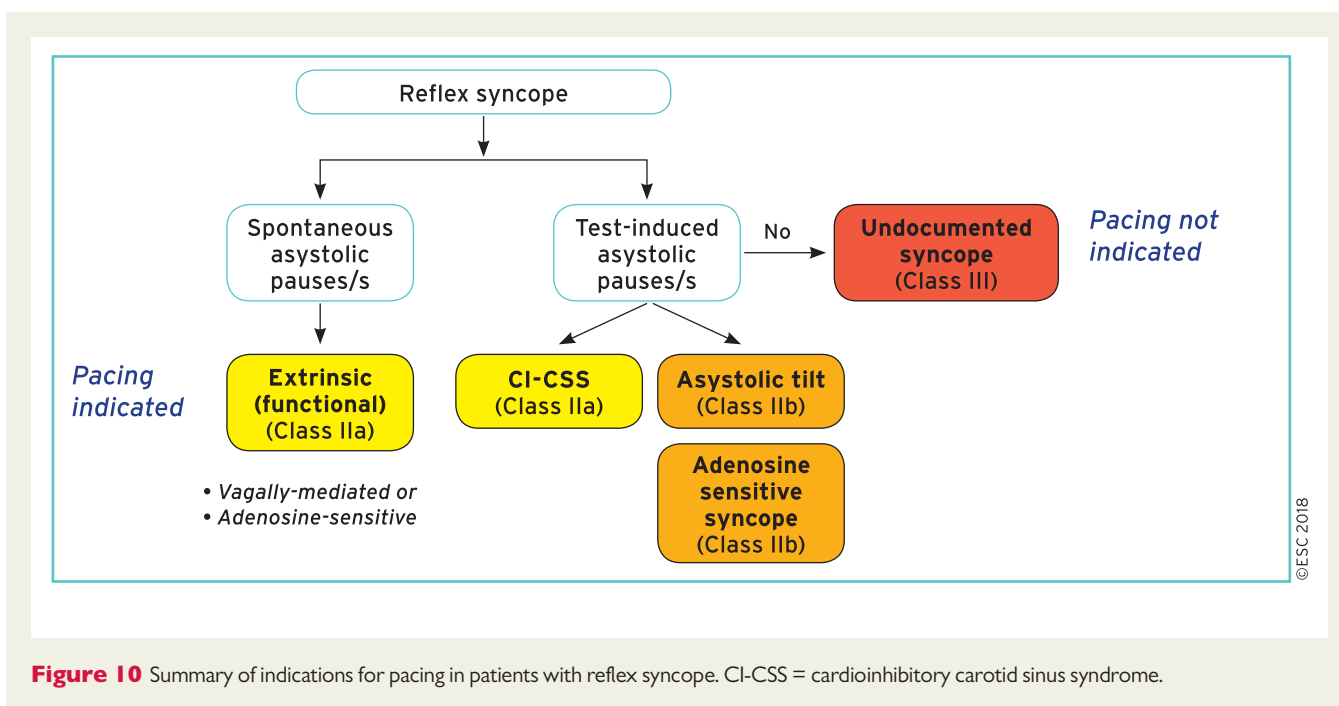 Reflex syncope
Spontaneous
asystolic
pauses/s
Test-induced
asystolic
pauses/s
No
Undocumented
syncope
(Class III)
Pacing not
indicated
Pacing
indicated
Extrinsic
(functional)
(Class IIa)
CI-CSS
(Class IIa)
Asystolic tilt
(Class IIb)
• Vagally-mediated or
• Adenosine-sensitive
Adenosine
sensitive
syncope
(Class IIb)
©ESC 2018
Figure 10 Summary of indications for pacing in patients with reflex syncope. CI-CSS = cardioinhibitory carotid sinus syndrome.